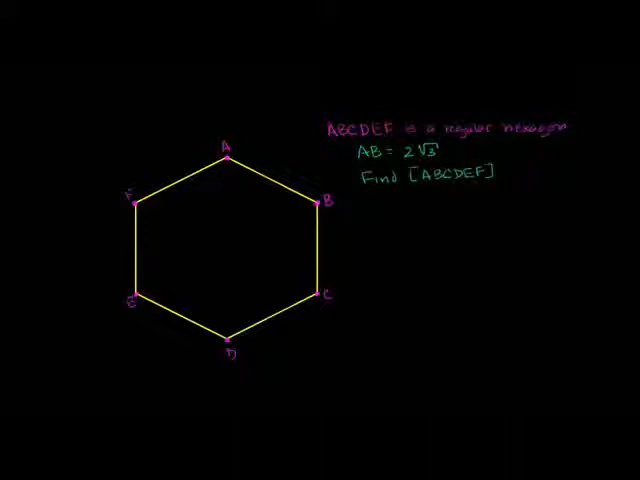 ABCDEF is a regular hexagon
AB = 2√3
Find [ABCDEF]
A
F
B
E
C
D